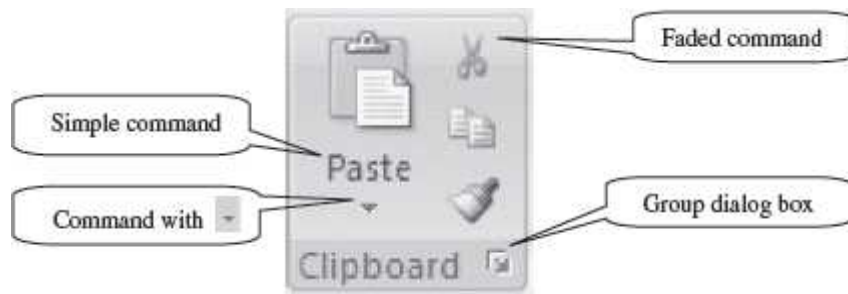 Faded command
Simple command
Paste
Command with
Group dialog box
Clipboard